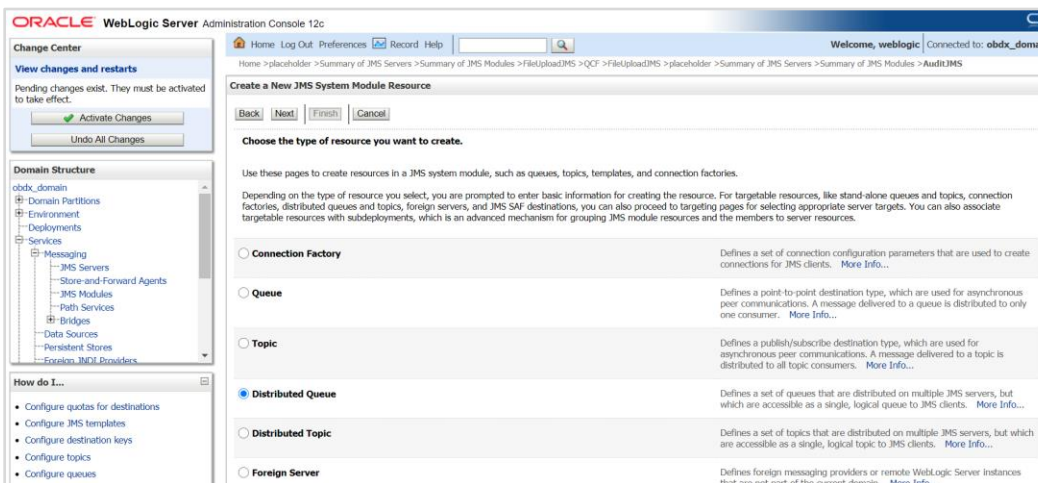 ORACLE WebLogic Server Administration Console 12c
Change Center
View changes and restarts
Pending changes exist. They must be activated
to take effect.
Activate Changes
Undo All Changes
Domain Structure
obdx_domain
Domain Partitions
Environment
Deployments
Services
Messaging
JMS Servers
Store-and-Forward Agents
JMS Modules
Path Services
Bridges
Data Sources
Persistent Stores
Foreign JNDI Providers
How do I...
Configure quotas for destinations
Configure JMS templates
Configure destination keys
Configure topics
Configure queues
Home Log Out Preferences Record Help
Welcome, weblogic Connected to: obdx_doma
Home >placeholder >Summary of JMS Servers >Summary of JMS Modules >FileUploadJMS >QCF >FileUploadJMS >placeholder >Summary of JMS Servers >Summary of JMS Modules >AuditJMS
Create a New JMS System Module Resource
Back Next Finish Cancel
Choose the type of resource you want to create.
Use these pages to create resources in a JMS system module, such as queues, topics, templates, and connection factories.
Depending on the type of resource you select, you are prompted to enter basic information for creating the resource. For targetable resources, like stand-alone queues and topics, connection
factories, distributed queues and topics, foreign servers, and JMS SAF destinations, you can also proceed to targeting pages for selecting appropriate server targets. You can also associate
targetable resources with subdeployments, which is an advanced mechanism for grouping JMS module resources and the members to server resources.
Connection Factory
Defines a set of connection configuration parameters that are used to create
connections for JMS clients. More Info...
Queue
Defines a point-to-point destination type, which are used for asynchronous
peer communications. A message delivered to a queue is distributed to only
one consumer. More Info...
Topic
Defines a publish/subscribe destination type, which are used for
asynchronous peer communications. A message delivered to a topic is
distributed to all topic consumers. More Info...
Distributed Queue
Defines a set of queues that are distributed on multiple JMS servers, but
which are accessible as a single, logical queue to JMS clients. More Info...
Distributed Topic
Defines a set of topics that are distributed on multiple JMS servers, but which
are accessible as a single, logical topic to JMS clients. More Info...
Foreign Server
Defines foreign messaging providers or remote WebLogic Server instances
that are not part of the current domain. More Info...